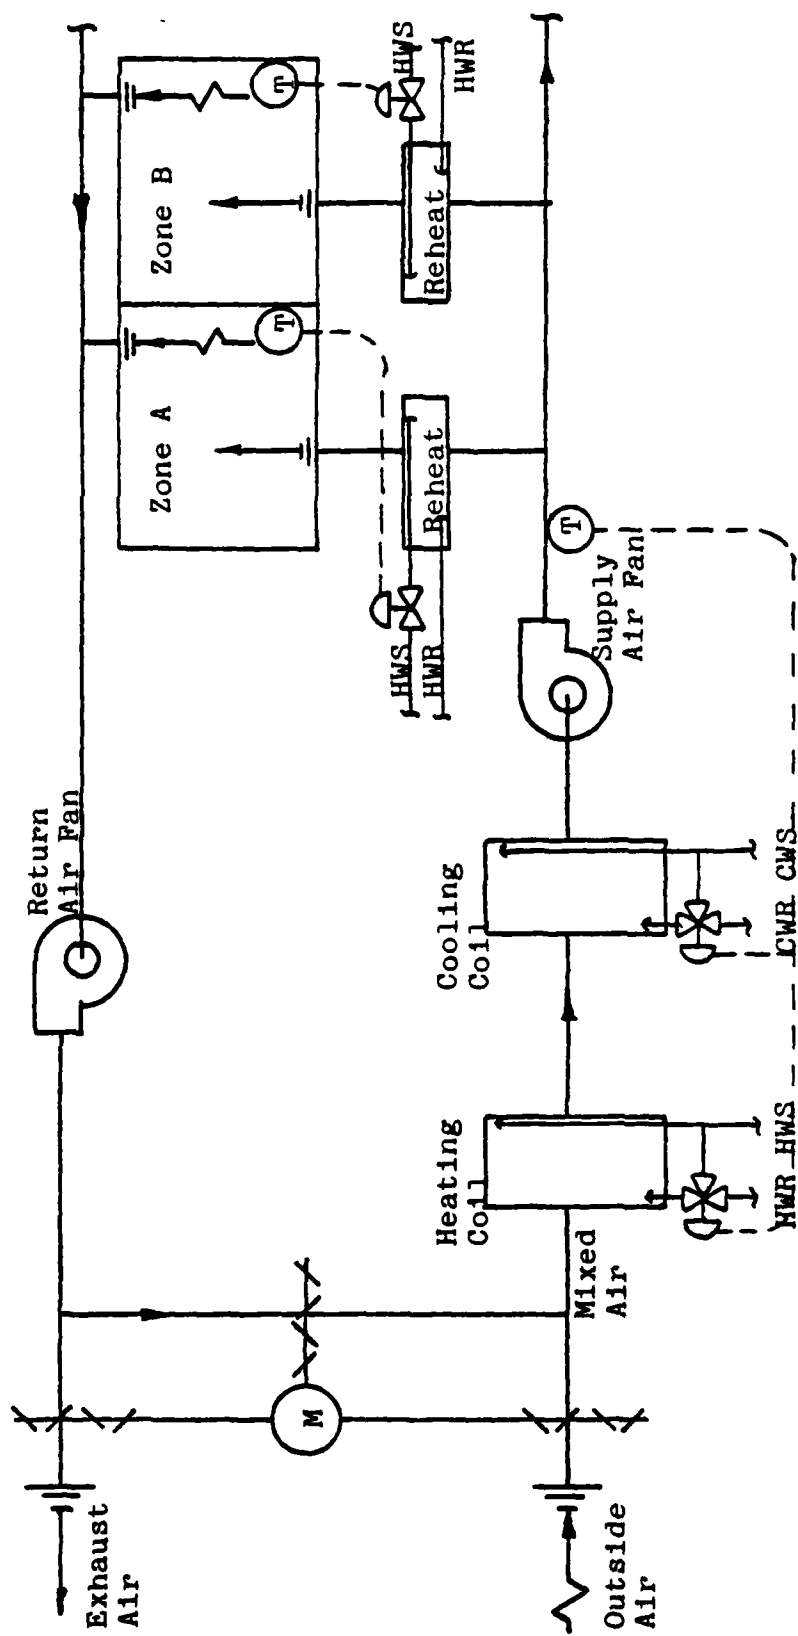 Return
Air Fan
Exhaust
Air
M
Outside
Air
Mixed
Air
Heating
Coil
HWR HWS
Cooling
Coil
CWR CWS
Supply
Air Fan
T
HWS
HWR
Reheat
Zone A
T
Reheat
Zone B
T
HWS
HWR